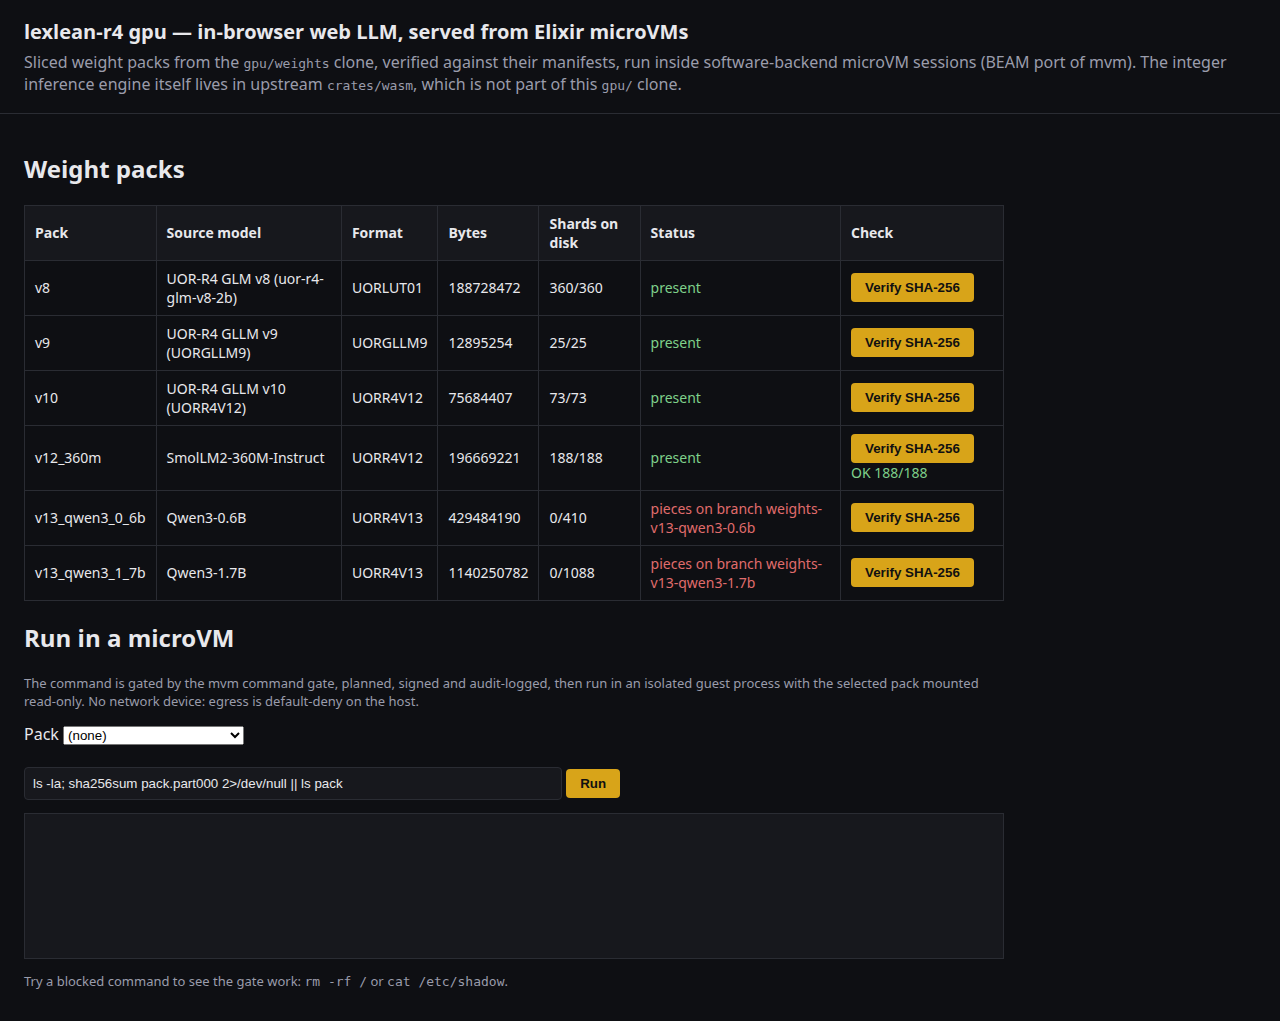 lexlean-r4 gpu — in-browser web LLM, served from Elixir microVMs
Sliced weight packs from the gpu/weights clone, verified against their manifests, run inside software-backend microVM sessions (BEAM port of mvm). The integer
inference engine itself lives in upstream crates/wasm, which is not part of this gpu/ clone.
Weight packs
Pack Source model Format Bytes Shards on disk Status Check
v8 UOR-R4 GLM v8 (uor-r4-glm-v8-2b) UORLUT01 188728472 360/360 present Verify SHA-256
v9 UOR-R4 GLLM v9 (UORGLLM9) UORGLLM9 12895254 25/25 present Verify SHA-256
v10 UOR-R4 GLLM v10 (UORR4V12) UORR4V12 75684407 73/73 present Verify SHA-256
v12_360m SmolLM2-360M-Instruct UORR4V12 196669221 188/188 present Verify SHA-256 OK 188/188
v13_qwen3_0_6b Qwen3-0.6B UORR4V13 429484190 0/410 pieces on branch weights-v13-qwen3-0.6b Verify SHA-256
v13_qwen3_1_7b Qwen3-1.7B UORR4V13 1140250782 0/1088 pieces on branch weights-v13-qwen3-1.7b Verify SHA-256
Run in a microVM
The command is gated by the mvm command gate, planned, signed and audit-logged, then run in an isolated guest process with the selected pack mounted
read-only. No network device: egress is default-deny on the host.
Pack (none)
ls -la; sha256sum pack.part000 2>/dev/null || ls pack Run
Try a blocked command to see the gate work: rm -rf / or cat /etc/shadow.